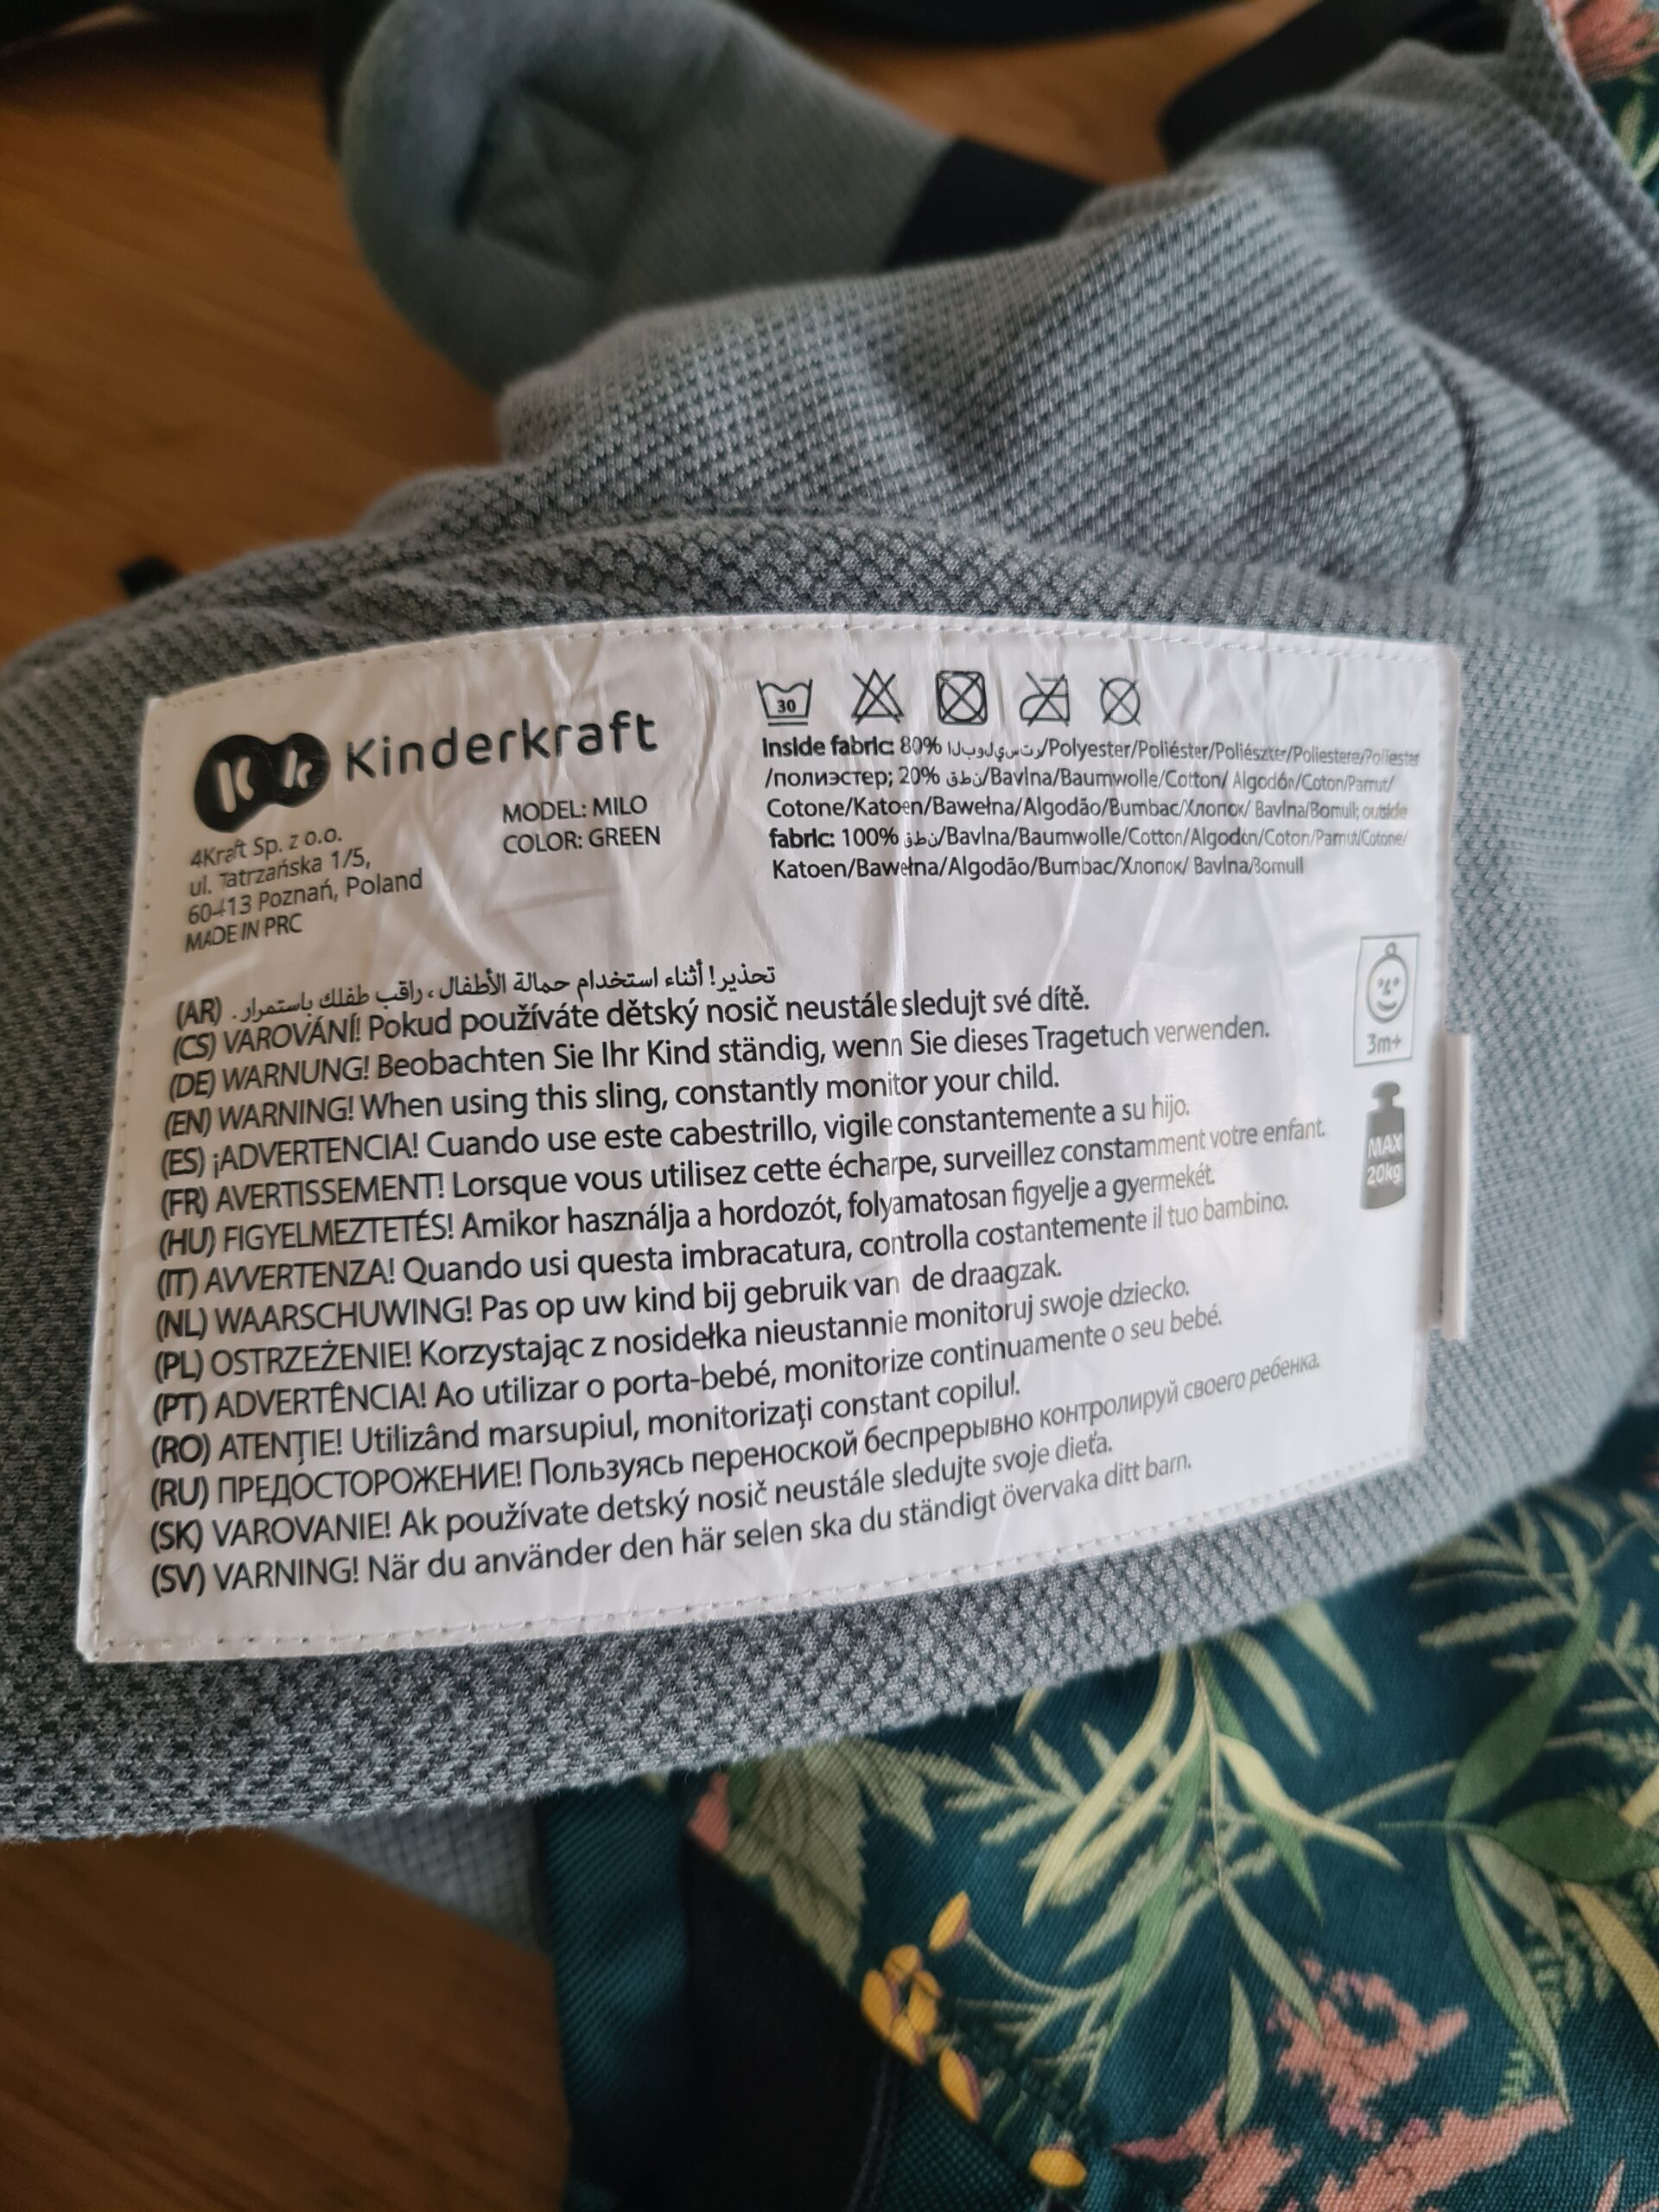 Kinderkraft
4Kraft Sp. z o.o.
ul. Tatrzańska 1/5,
60-413 Poznań, Poland
MADE IN PRC
MODEL: MILO
COLOR: GREEN
30
Inside fabric: 80% البوليستر/Polyester/Poliéster/Poliészter/Poliestere/Poliester
/полиэстер; 20% قطن/Bavlna/Baumwolle/Cotton/ Algodón/Coton/Pamut/
Cotone/Katoen/Bawełna/Algodão/Bumbac/Хлопок/ Bavlna/Bomull; outside
fabric: 100% قطن/Bavlna/Baumwolle/Cotton/Algodón/Coton/Pamut/Cotone/
Katoen/Bawełna/Algodão/Bumbac/Хлопок/ Bavlna/Bomull
(AR) تحذير! أثناء استخدام حمالة الأطفال، راقب طفلك باستمرار.
(CS) VAROVÁNÍ! Pokud používáte dětský nosič neustále sledujt své dítě.
(DE) WARNUNG! Beobachten Sie Ihr Kind ständig, wenn Sie dieses Tragetuch verwenden.
(EN) WARNING! When using this sling, constantly monitor your child.
(ES) ¡ADVERTENCIA! Cuando use este cabestrillo, vigile constantemente a su hijo.
(FR) AVERTISSEMENT! Lorsque vous utilisez cette écharpe, surveillez constamment votre enfant.
(HU) FIGYELMEZTETÉS! Amikor használja a hordozót, folyamatosan figyelje a gyermekét.
(IT) AVVERTENZA! Quando usi questa imbracatura, controlla costantemente il tuo bambino.
(NL) WAARSCHUWING! Pas op uw kind bij gebruik van de draagzak.
(PL) OSTRZEŻENIE! Korzystając z nosidełka nieustannie monitoruj swoje dziecko.
(PT) ADVERTÊNCIA! Ao utilizar o porta-bebé, monitorize continuamente o seu bebé.
(RO) ATENȚIE! Utilizând marsupiul, monitorizați constant copilul.
(RU) ПРЕДОСТОРОЖЕНИЕ! Пользуясь переноской беспрерывно контролируй своего ребенка.
(SK) VAROVANIE! Ak používate detský nosič neustále sledujte svoje dieťa.
(SV) VARNING! När du använder den här selen ska du ständigt övervaka ditt barn.
3m+
MAX
20kg